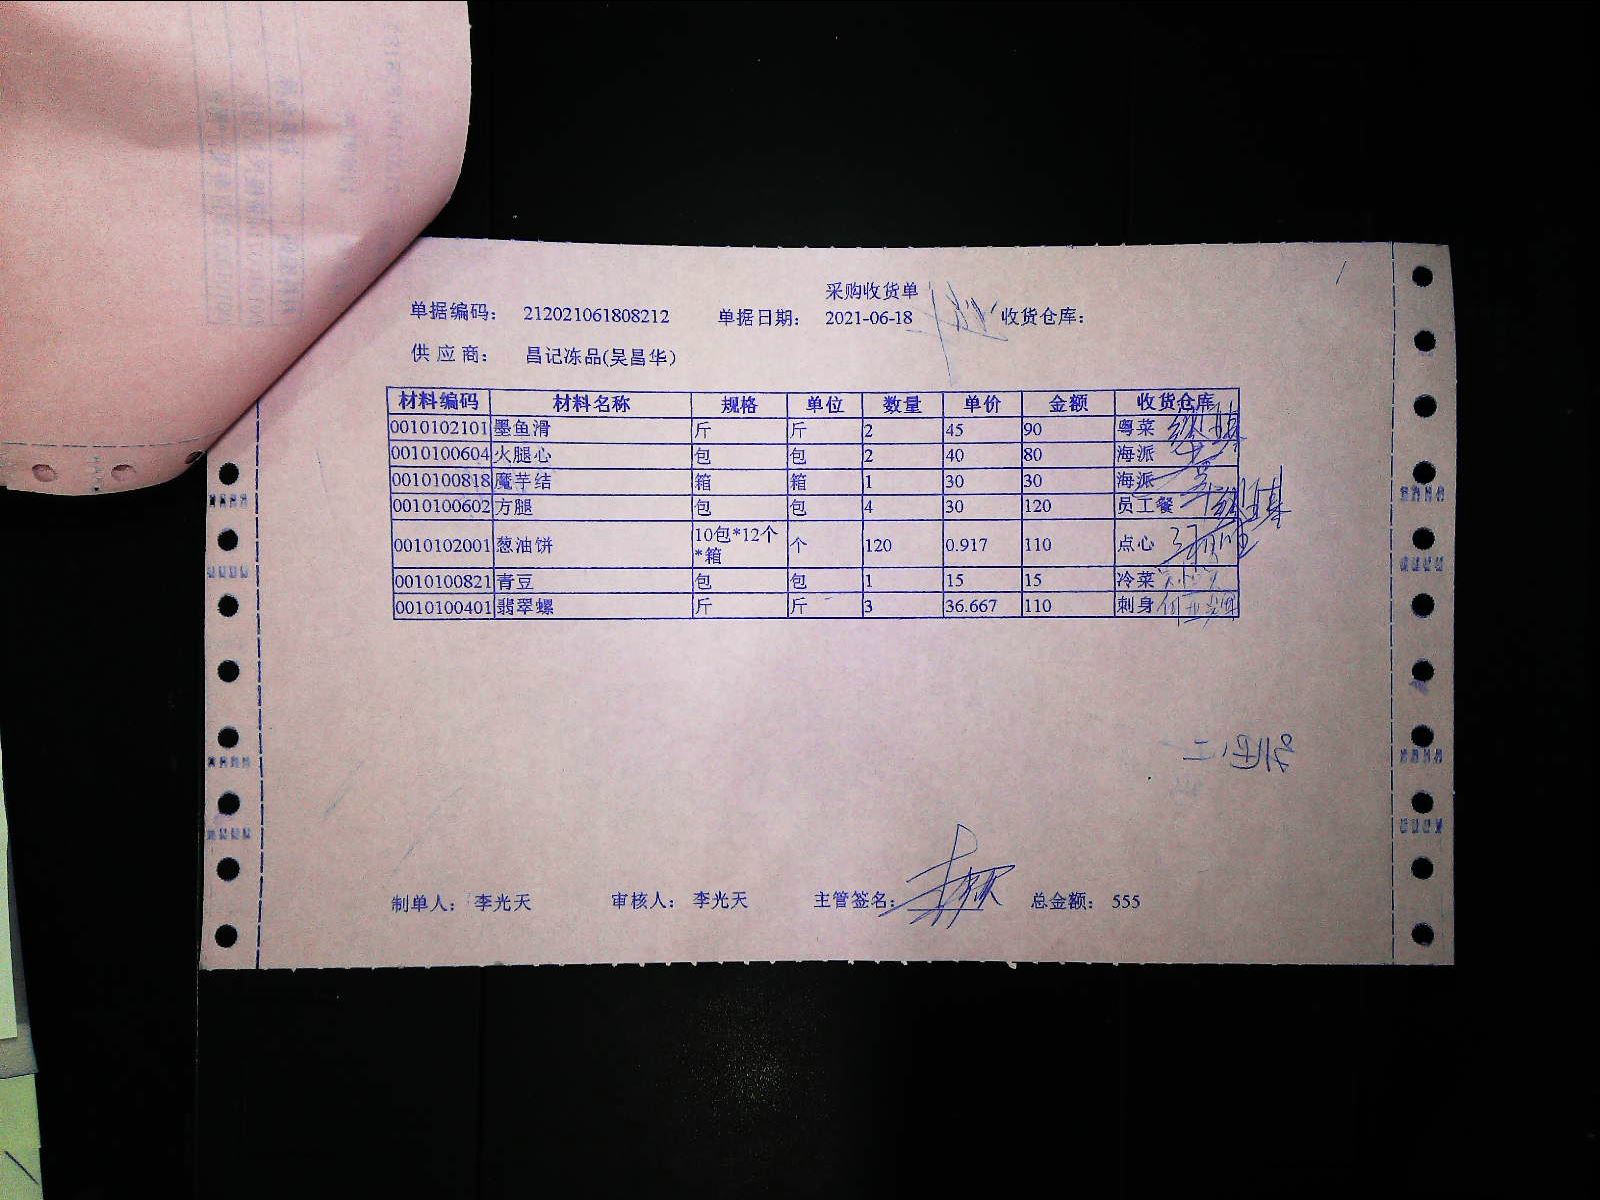 采购收货单
单据编码： 212021061808212 单据日期： 2021-06-18 收货仓库：
供应商： 昌记冻品(吴昌华)
材料编码 材料名称 规格 单位 数量 单价 金额 收货仓库
0010102101 墨鱼滑 斤 斤 2 45 90 粤菜
0010100604 火腿心 包 包 2 40 80 海派
0010100818 魔芋结 箱 箱 1 30 30 海派
0010100602 方腿 包 包 4 30 120 员工餐
0010102001 葱油饼 10包*12个*箱 个 120 0.917 110 点心
0010100821 青豆 包 包 1 15 15 冷菜
0010100401 翡翠螺 斤 斤 3 36.667 110 刺身
制单人： 李光天 审核人： 李光天 主管签名： 总金额： 555